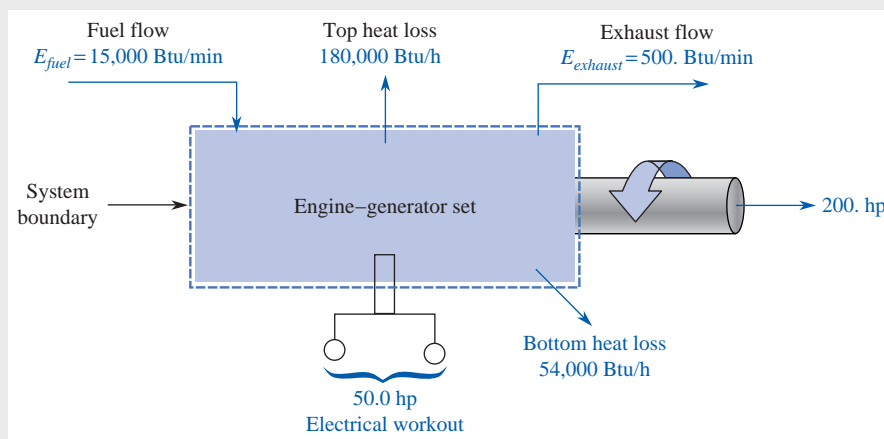 Fuel flow
E_fuel = 15,000 Btu/min
Top heat loss
180,000 Btu/h
Exhaust flow
E_exhaust = 500. Btu/min
System
boundary
Engine–generator set
200. hp
Bottom heat loss
54,000 Btu/h
50.0 hp
Electrical workout